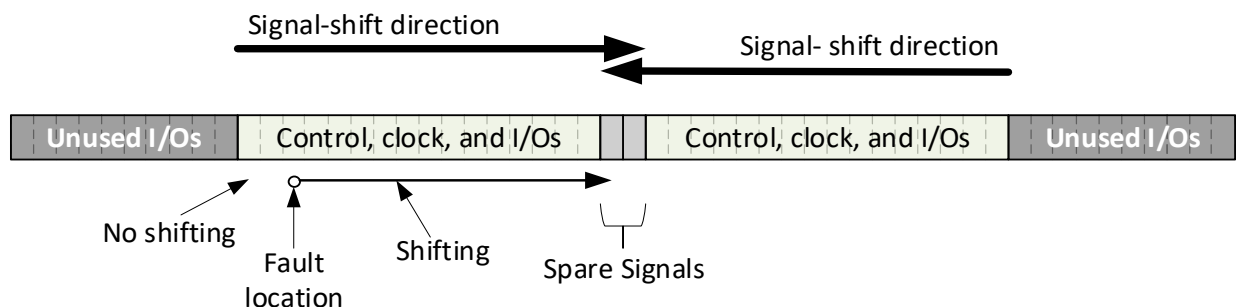 Signal-shift direction
Signal- shift direction
Unused I/Os
Control, clock, and I/Os
Control, clock, and I/Os
Unused I/Os
No shifting
Fault
location
Shifting
Spare Signals